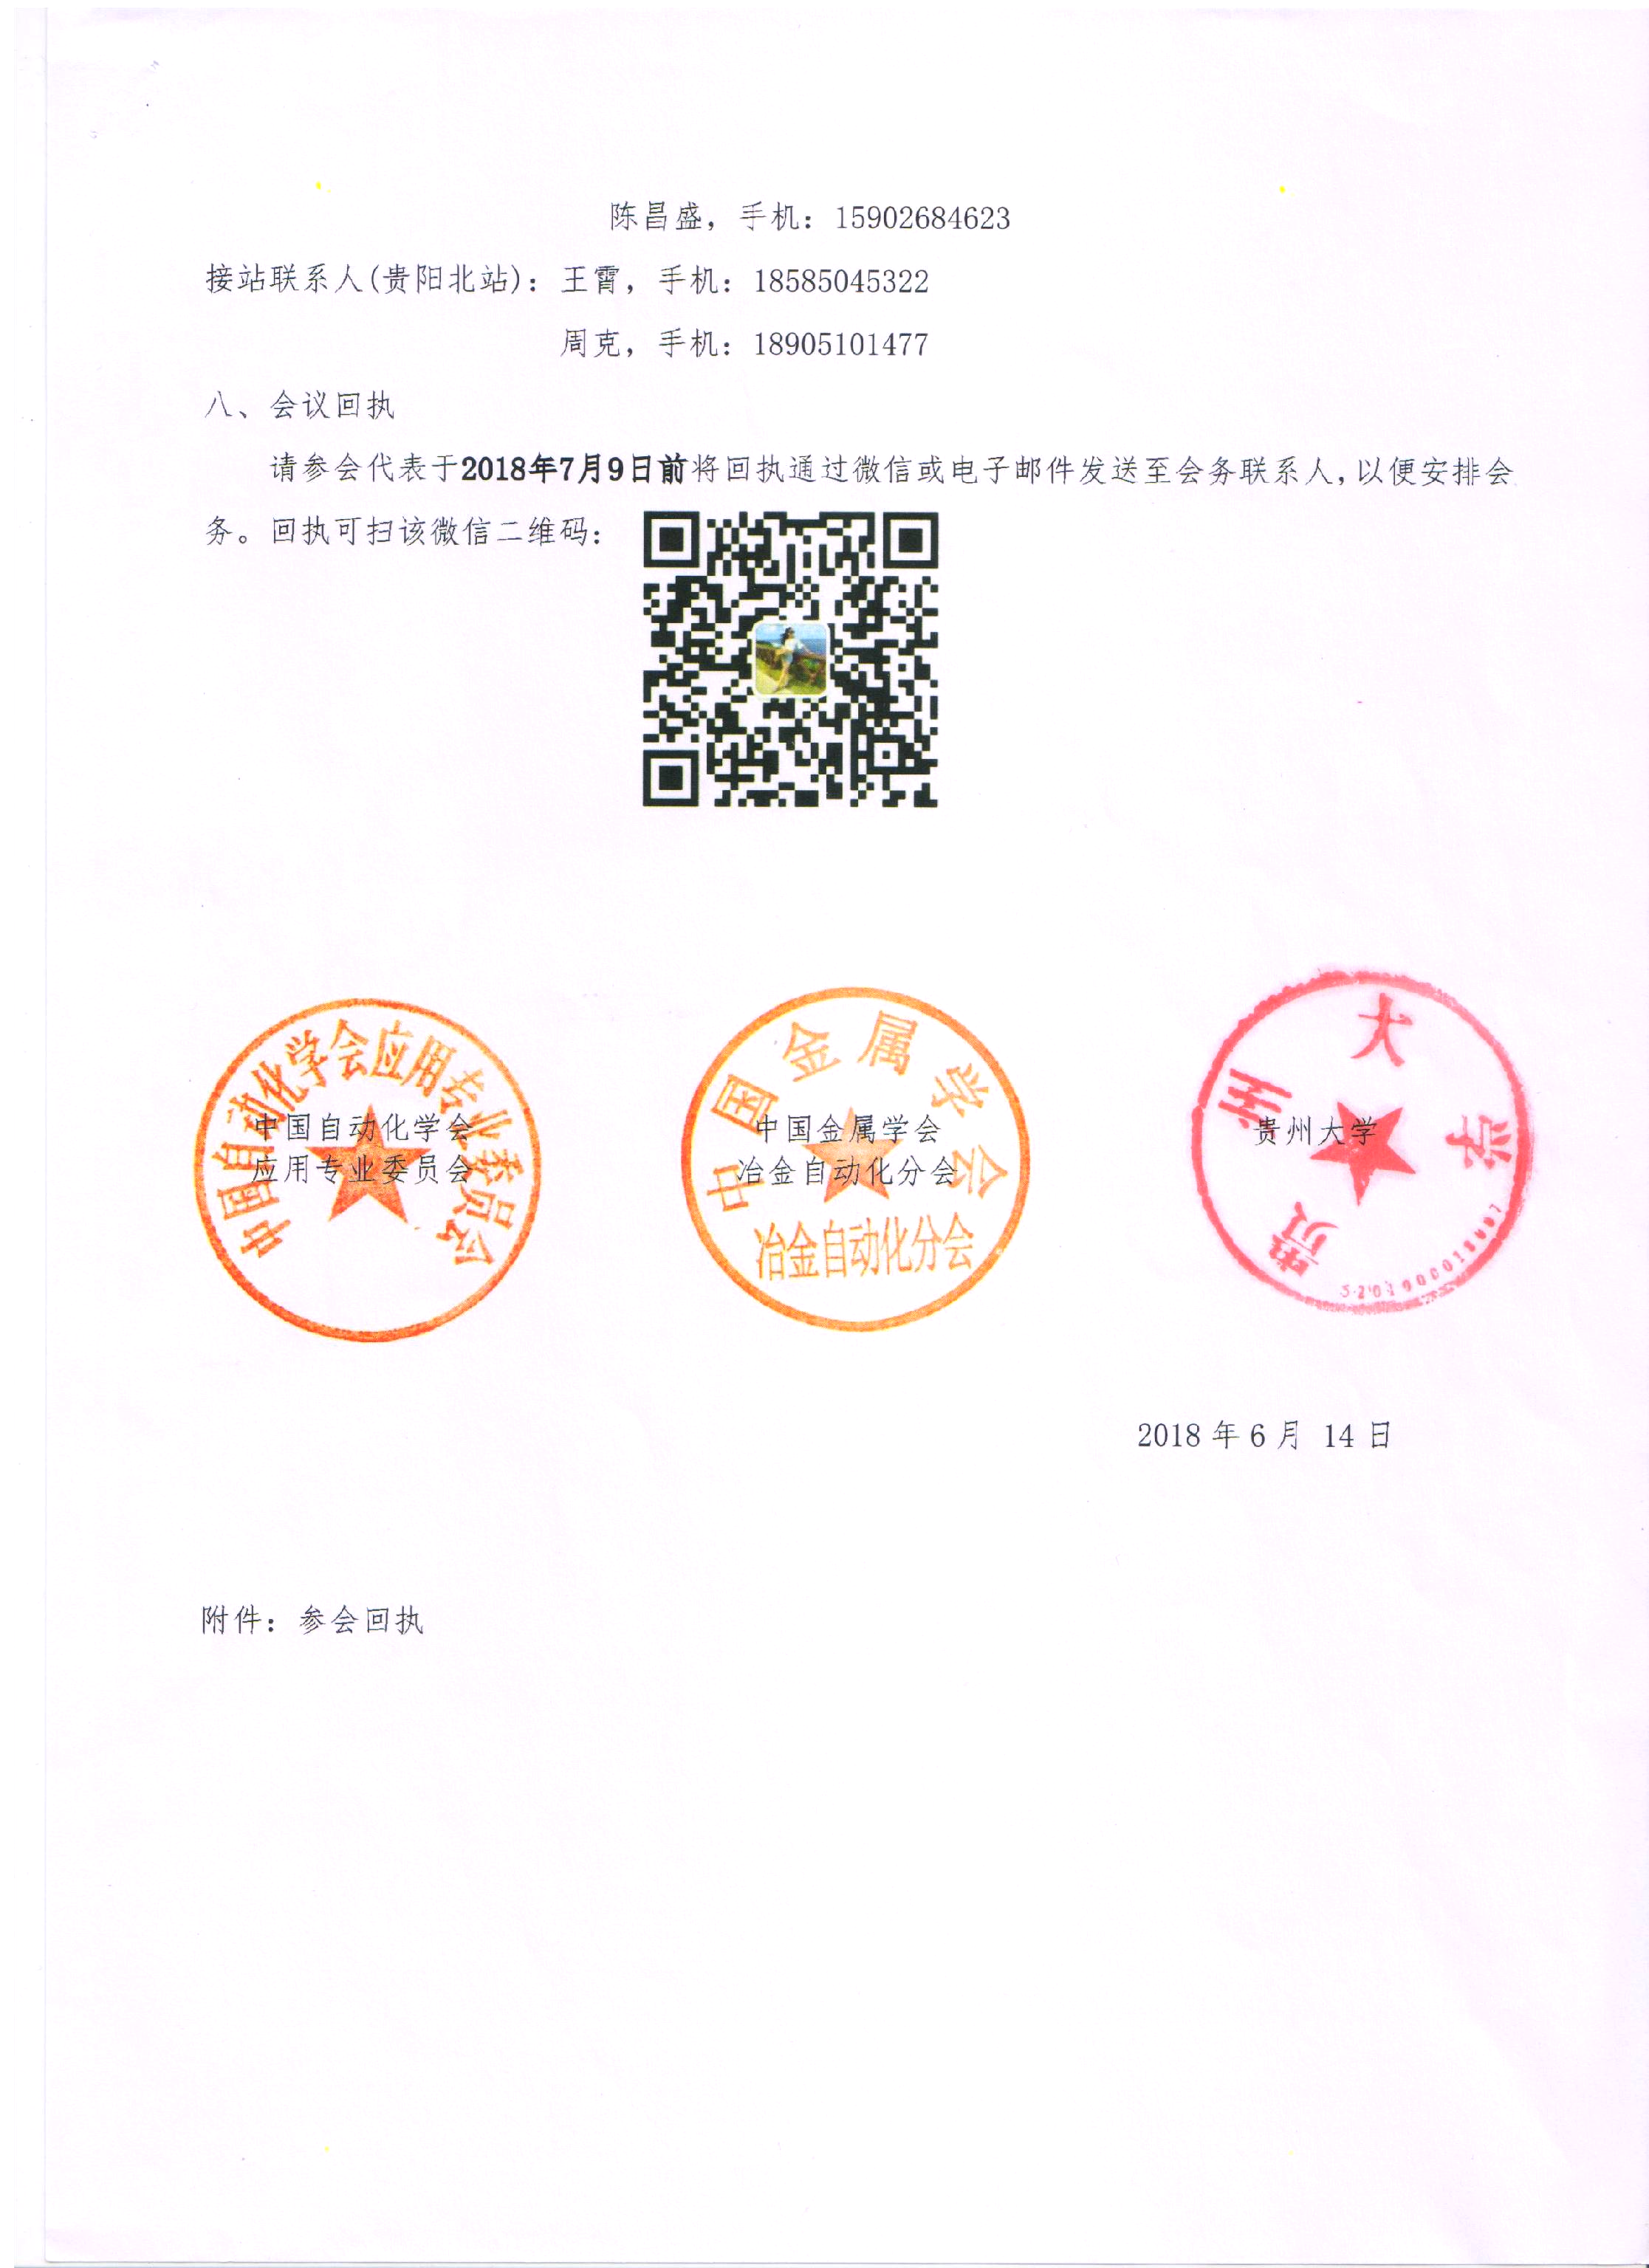 陈昌盛，手机：15902684623
接站联系人(贵阳北站)：王霄，手机：18585045322
周克，手机：18905101477
八、会议回执
请参会代表于2018年7月9日前将回执通过微信或电子邮件发送至会务联系人,以便安排会
务。回执可扫该微信二维码：
中国自动化学会应用专业委员会
中国自动化学会
应用专业委员会
中国金属学会
中国金属学会
冶金自动化分会
冶金自动化分会
贵州大学
贵州大学
2018 年 6 月 14 日
附件：参会回执